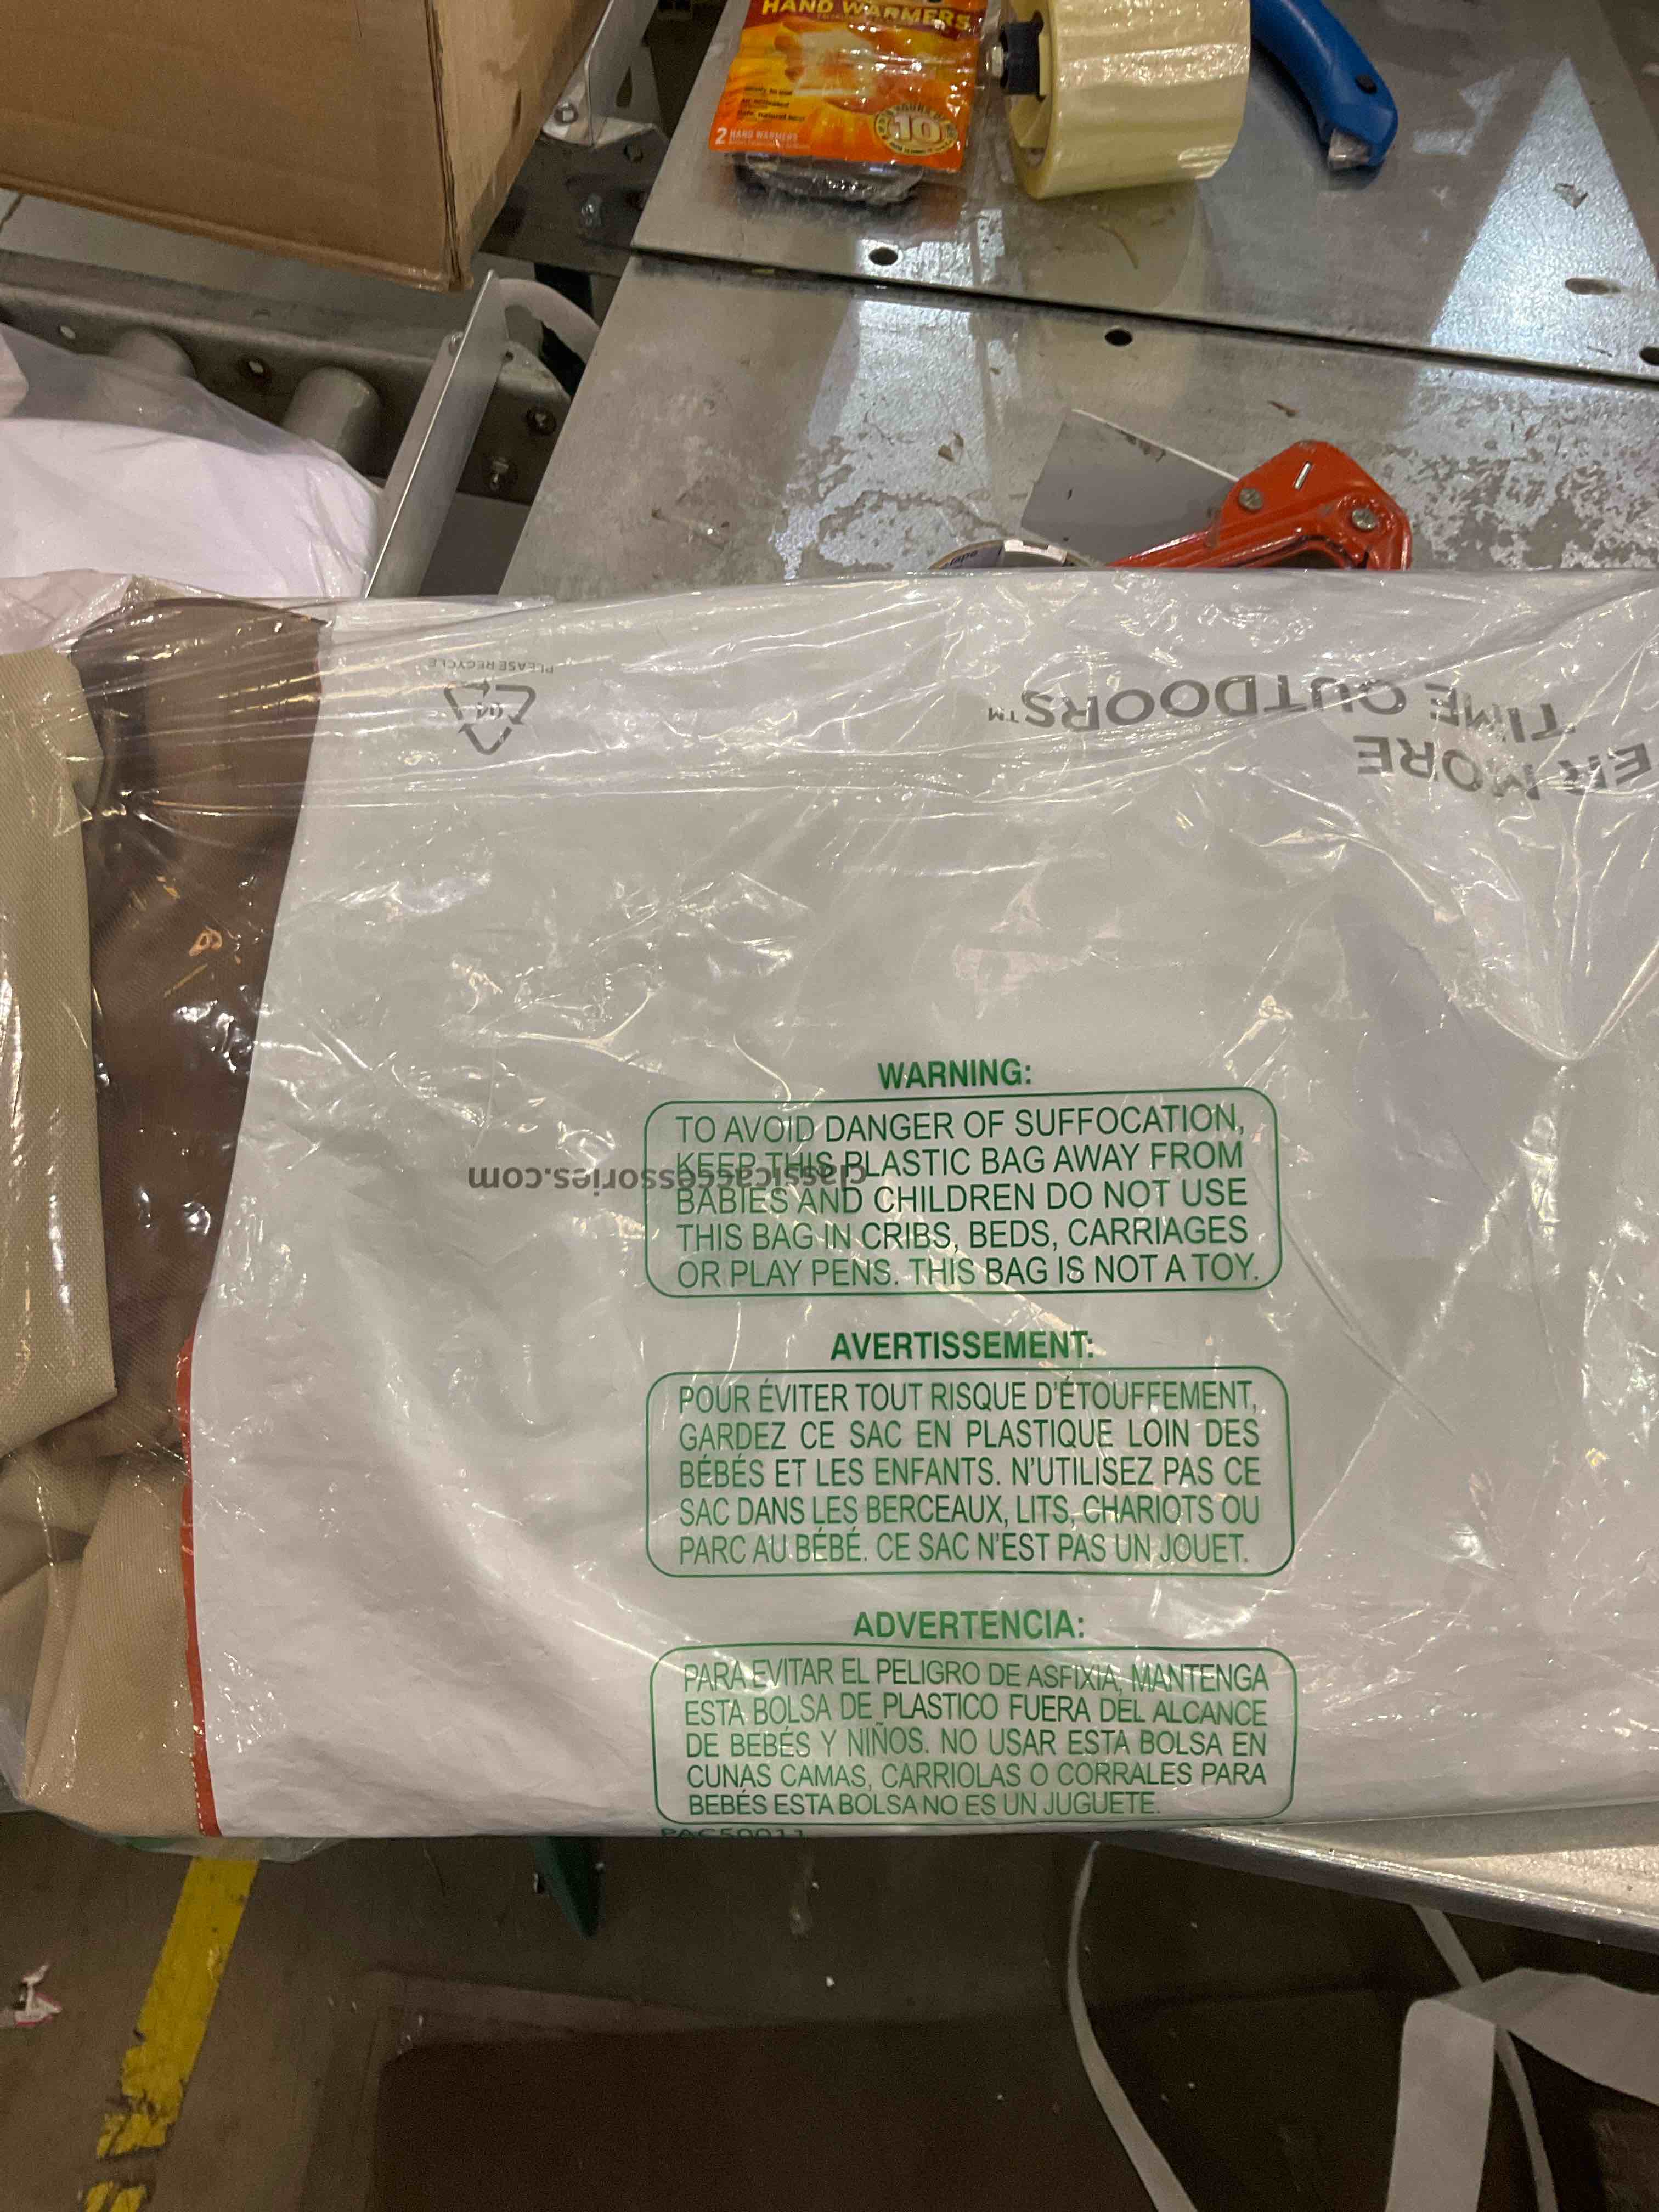 HAND WARMERS
2 HAND WARMERS
10
PLEASE RECYCLE
04
ER MORE
TIME OUTDOORS™
classicaccessories.com
WARNING:
TO AVOID DANGER OF SUFFOCATION,
KEEP THIS PLASTIC BAG AWAY FROM
BABIES AND CHILDREN DO NOT USE
THIS BAG IN CRIBS, BEDS, CARRIAGES
OR PLAY PENS. THIS BAG IS NOT A TOY.
AVERTISSEMENT:
POUR ÉVITER TOUT RISQUE D'ÉTOUFFEMENT,
GARDEZ CE SAC EN PLASTIQUE LOIN DES
BÉBÉS ET LES ENFANTS. N'UTILISEZ PAS CE
SAC DANS LES BERCEAUX, LITS, CHARIOTS OU
PARC AU BÉBÉ. CE SAC N'EST PAS UN JOUET.
ADVERTENCIA:
PARA EVITAR EL PELIGRO DE ASFIXIA, MANTENGA
ESTA BOLSA DE PLASTICO FUERA DEL ALCANCE
DE BEBÉS Y NIÑOS. NO USAR ESTA BOLSA EN
CUNAS CAMAS, CARRIOLAS O CORRALES PARA
BEBÉS ESTA BOLSA NO ES UN JUGUETE.
PAC50011